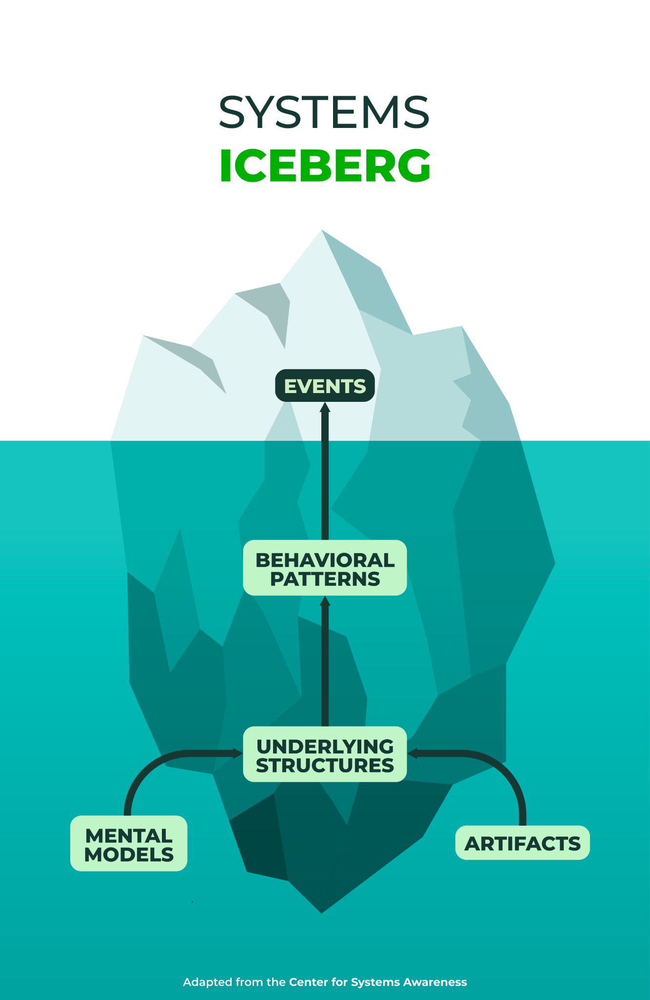 SYSTEMS
ICEBERG
EVENTS
BEHAVIORAL
PATTERNS
UNDERLYING
STRUCTURES
MENTAL
MODELS
ARTIFACTS
Adapted from the Center for Systems Awareness